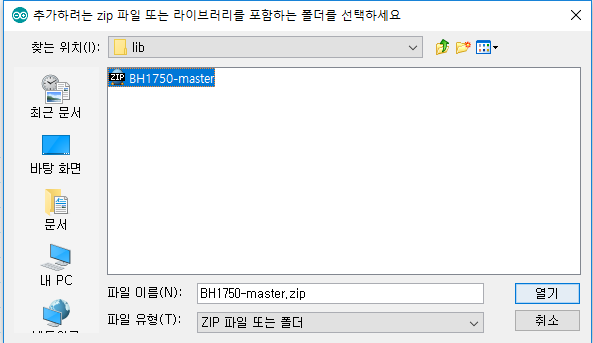 추가하려는 zip 파일 또는 라이브러리를 포함하는 폴더를 선택하세요
찾는 위치(I):
lib
ZIP
BH1750-master
최근 문서
바탕 화면
문서
내 PC
파일 이름(N):
BH1750-master.zip
열기
파일 유형(T):
ZIP 파일 또는 폴더
취소